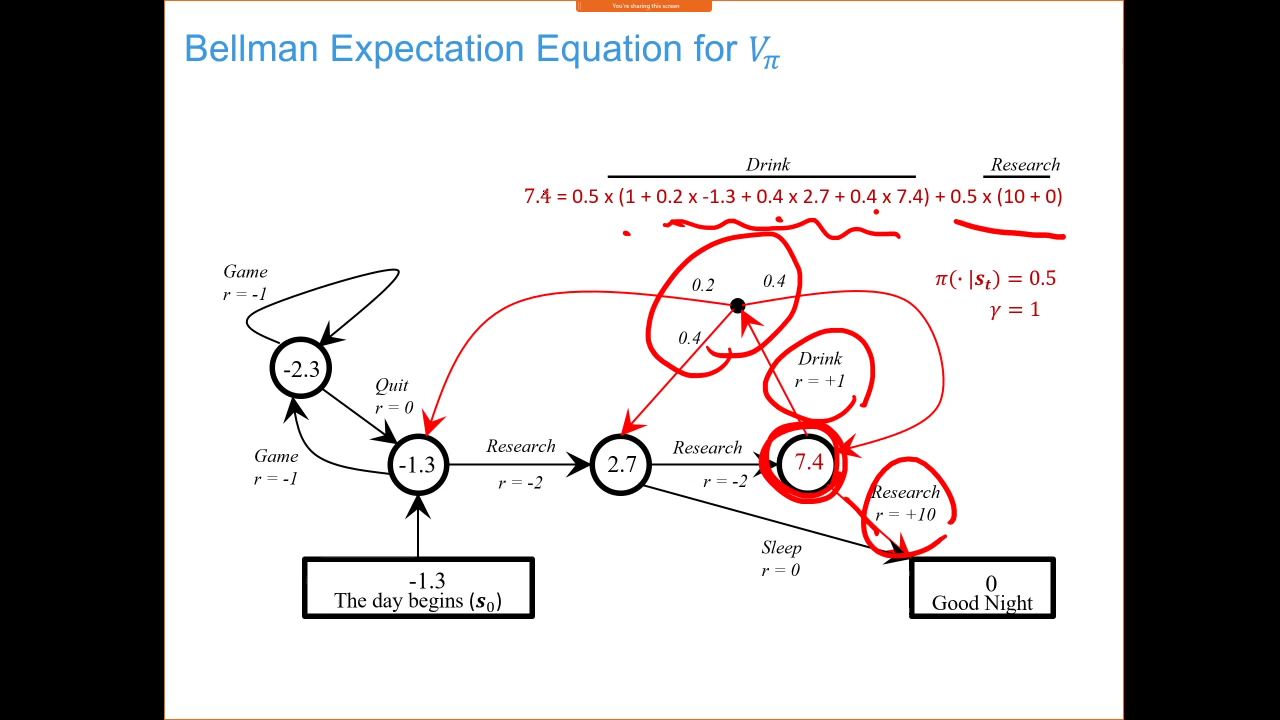 You're sharing this screen
Bellman Expectation Equation for Vπ
Drink
Research
7.4 = 0.5 x (1 + 0.2 x -1.3 + 0.4 x 2.7 + 0.4 x 7.4) + 0.5 x (10 + 0)
Game
r = -1
0.2
0.4
π(· |sₜ) = 0.5
γ = 1
0.4
-2.3
Drink
r = +1
Quit
r = 0
Game
r = -1
-1.3
Research
r = -2
2.7
Research
r = -2
7.4
Research
r = +10
Sleep
r = 0
-1.3
The day begins (s₀)
0
Good Night